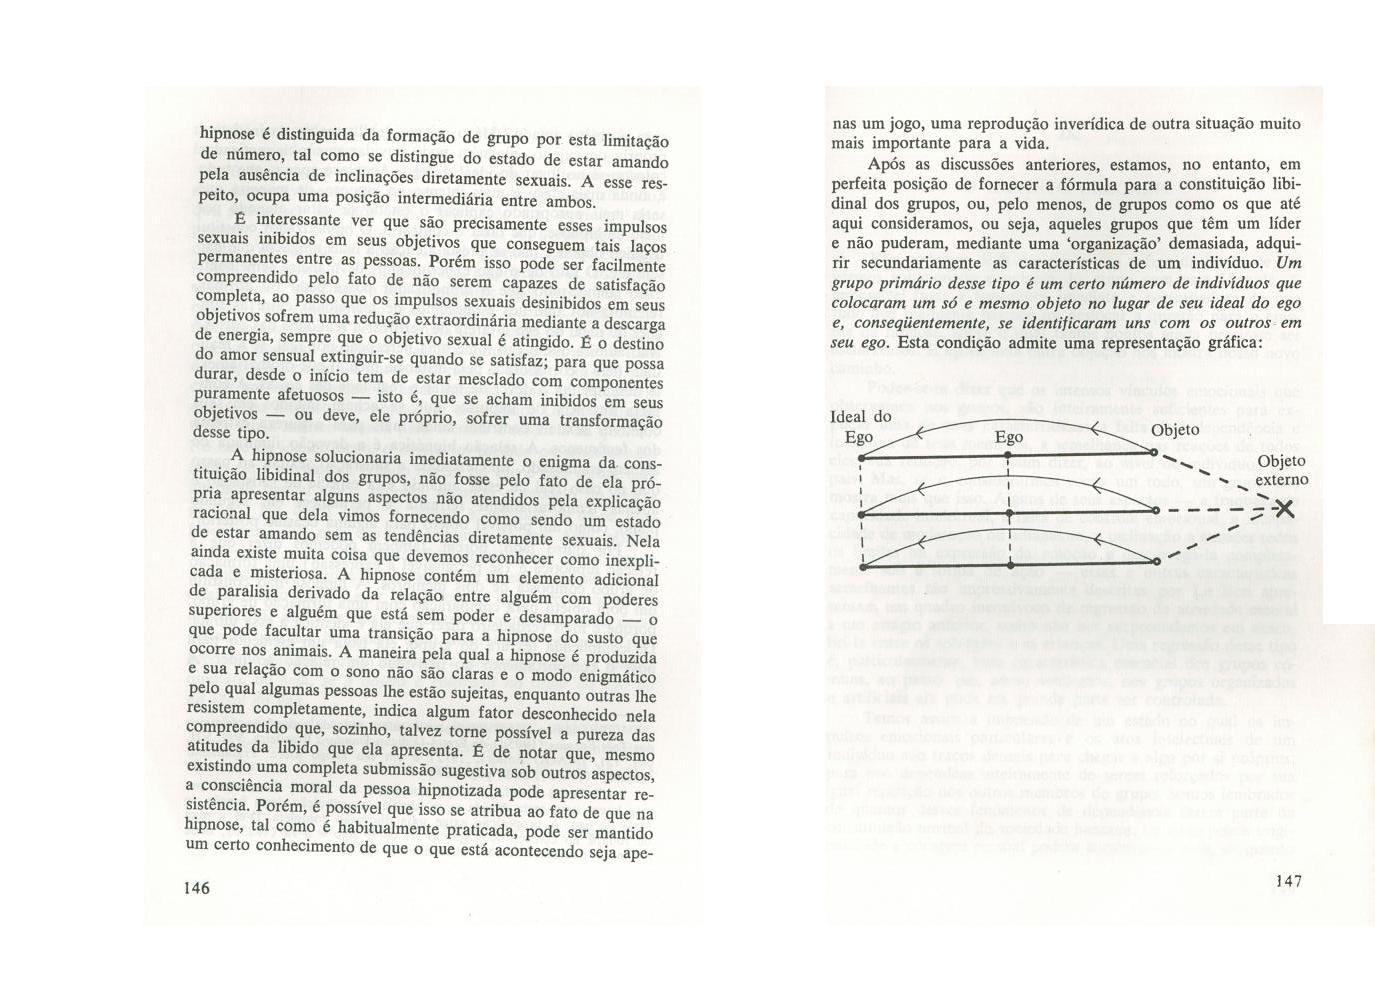 hipnose é distinguida da formação de grupo por esta limitação
de número, tal como se distingue do estado de estar amando
pela ausência de inclinações diretamente sexuais. A esse res-
peito, ocupa uma posição intermediária entre ambos.
É interessante ver que são precisamente esses impulsos
sexuais inibidos em seus objetivos que conseguem tais laços
permanentes entre as pessoas. Porém isso pode ser facilmente
compreendido pelo fato de não serem capazes de satisfação
completa, ao passo que os impulsos sexuais desinibidos em seus
objetivos sofrem uma redução extraordinária mediante a descarga
de energia, sempre que o objetivo sexual é atingido. É o destino
do amor sensual extinguir-se quando se satisfaz; para que possa
durar, desde o início tem de estar mesclado com componentes
puramente afetuosos — isto é, que se acham inibidos em seus
objetivos — ou deve, ele próprio, sofrer uma transformação
desse tipo.
A hipnose solucionaria imediatamente o enigma da cons-
tituição libidinal dos grupos, não fosse pelo fato de ela pró-
pria apresentar alguns aspectos não atendidos pela explicação
racional que dela vimos fornecendo como sendo um estado
de estar amando sem as tendências diretamente sexuais. Nela
ainda existe muita coisa que devemos reconhecer como inexpli-
cada e misteriosa. A hipnose contém um elemento adicional
de paralisia derivado da relação entre alguém com poderes
superiores e alguém que está sem poder e desamparado — o
que pode facultar uma transição para a hipnose do susto que
ocorre nos animais. A maneira pela qual a hipnose é produzida
e sua relação com o sono não são claras e o modo enigmático
pelo qual algumas pessoas lhe estão sujeitas, enquanto outras lhe
resistem completamente, indica algum fator desconhecido nela
compreendido que, sozinho, talvez torne possível a pureza das
atitudes da libido que ela apresenta. É de notar que, mesmo
existindo uma completa submissão sugestiva sob outros aspectos,
a consciência moral da pessoa hipnotizada pode apresentar re-
sistência. Porém, é possível que isso se atribua ao fato de que na
hipnose, tal como é habitualmente praticada, pode ser mantido
um certo conhecimento de que o que está acontecendo seja ape-
146
nas um jogo, uma reprodução inverídica de outra situação muito
mais importante para a vida.
Após as discussões anteriores, estamos, no entanto, em
perfeita posição de fornecer a fórmula para a constituição libi-
dinal dos grupos, ou, pelo menos, de grupos como os que até
aqui consideramos, ou seja, aqueles grupos que têm um líder
e não puderam, mediante uma 'organização' demasiada, adqui-
rir secundariamente as características de um indivíduo. Um
grupo primário desse tipo é um certo número de indivíduos que
colocaram um só e mesmo objeto no lugar de seu ideal do ego
e, conseqüentemente, se identificaram uns com os outros em
seu ego. Esta condição admite uma representação gráfica:
Ideal do
Ego
Ego
Objeto
Objeto
externo
147